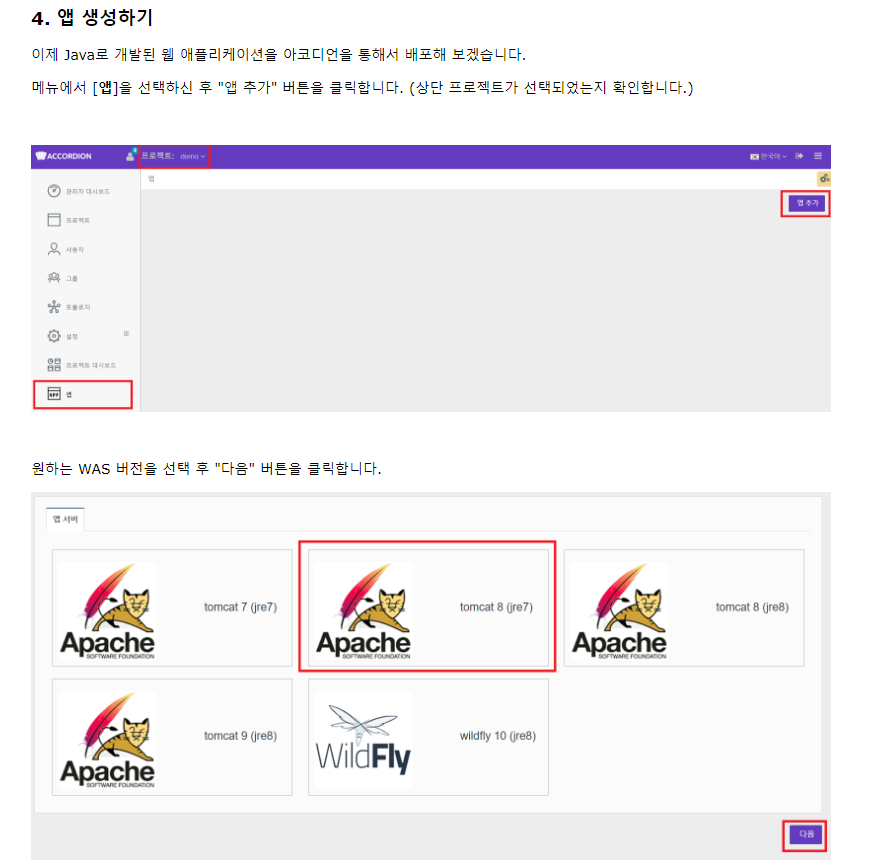 4. 앱 생성하기
이제 Java로 개발된 웹 애플리케이션을 아코디언을 통해서 배포해 보겠습니다.
메뉴에서 [앱]을 선택하신 후 "앱 추가" 버튼을 클릭합니다. (상단 프로젝트가 선택되었는지 확인합니다.)
ACCORDION 프로젝트: demo 한국어
앱
관리자 대시보드
앱 추가
프로젝트
사용자
그룹
토폴로지
설정
프로젝트 대시보드
APP 앱
원하는 WAS 버전을 선택 후 "다음" 버튼을 클릭합니다.
앱 서버
Apache SOFTWARE FOUNDATION tomcat 7 (jre7)
Apache SOFTWARE FOUNDATION tomcat 8 (jre7)
Apache SOFTWARE FOUNDATION tomcat 8 (jre8)
Apache SOFTWARE FOUNDATION tomcat 9 (jre8)
WildFly wildfly 10 (jre8)
다음